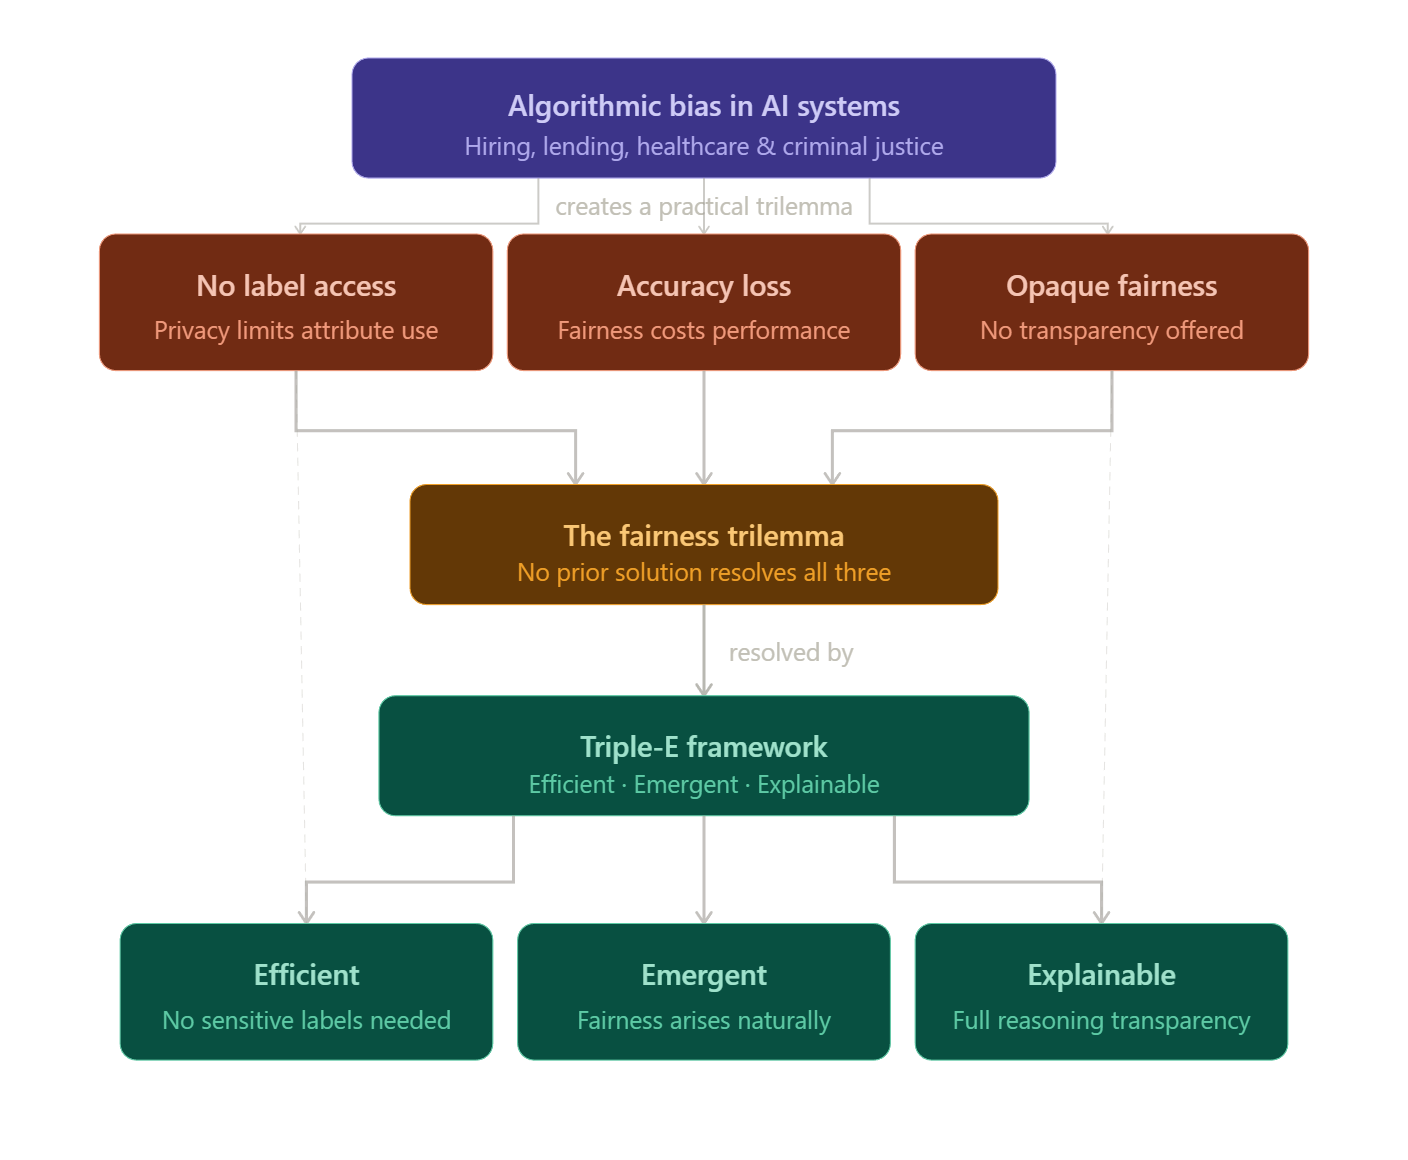 Algorithmic bias in AI systems
Hiring, lending, healthcare & criminal justice
creates a practical trilemma
No label access
Privacy limits attribute use
Accuracy loss
Fairness costs performance
Opaque fairness
No transparency offered
The fairness trilemma
No prior solution resolves all three
resolved by
Triple-E framework
Efficient · Emergent · Explainable
Efficient
No sensitive labels needed
Emergent
Fairness arises naturally
Explainable
Full reasoning transparency